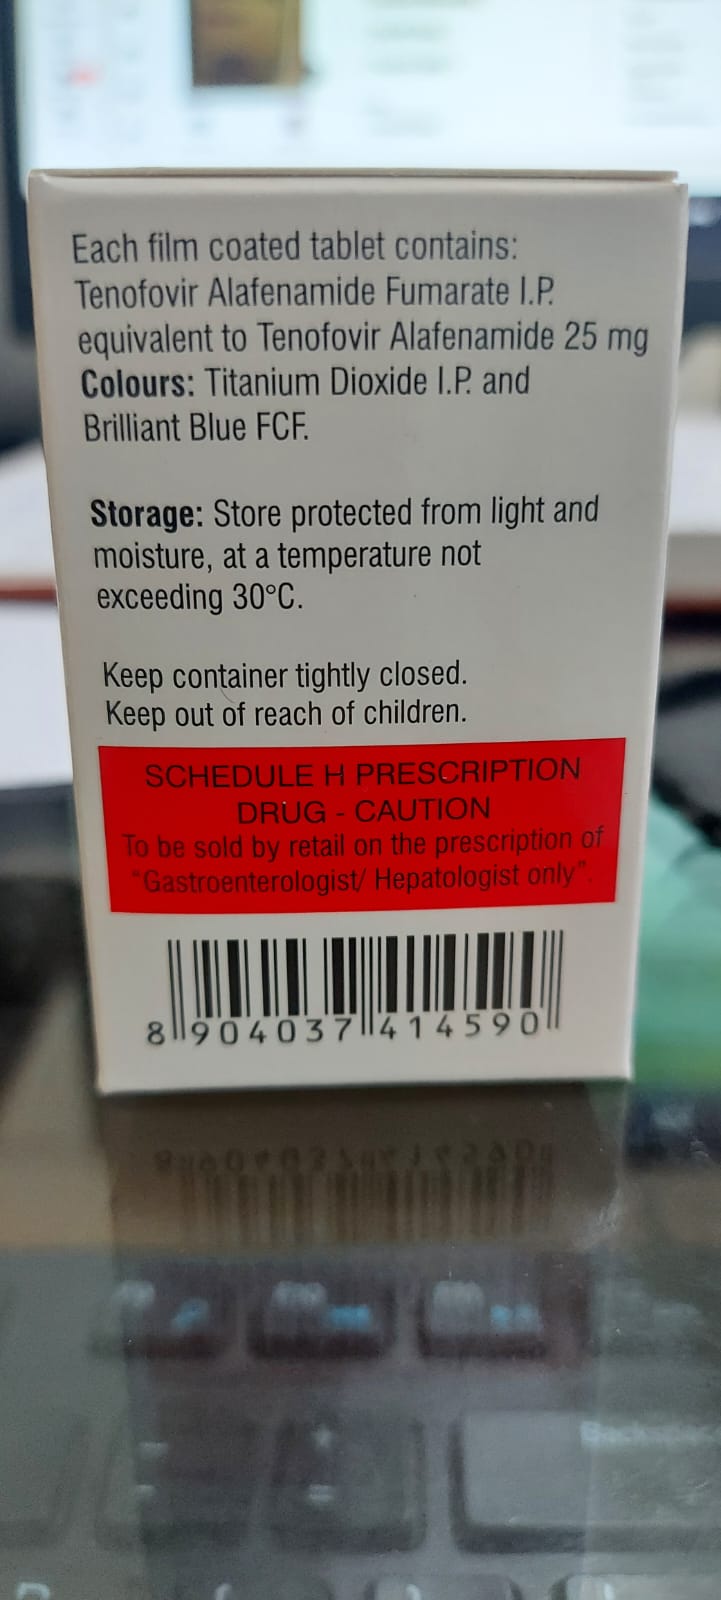 Each film coated tablet contains:
Tenofovir Alafenamide Fumarate I.P.
equivalent to Tenofovir Alafenamide 25 mg
Colours: Titanium Dioxide I.P. and
Brilliant Blue FCF.
Storage: Store protected from light and
moisture, at a temperature not
exceeding 30°C.
Keep container tightly closed.
Keep out of reach of children.
SCHEDULE H PRESCRIPTION
DRUG - CAUTION
To be sold by retail on the prescription of
"Gastroenterologist/ Hepatologist only".
8 904037 414590
Backspace